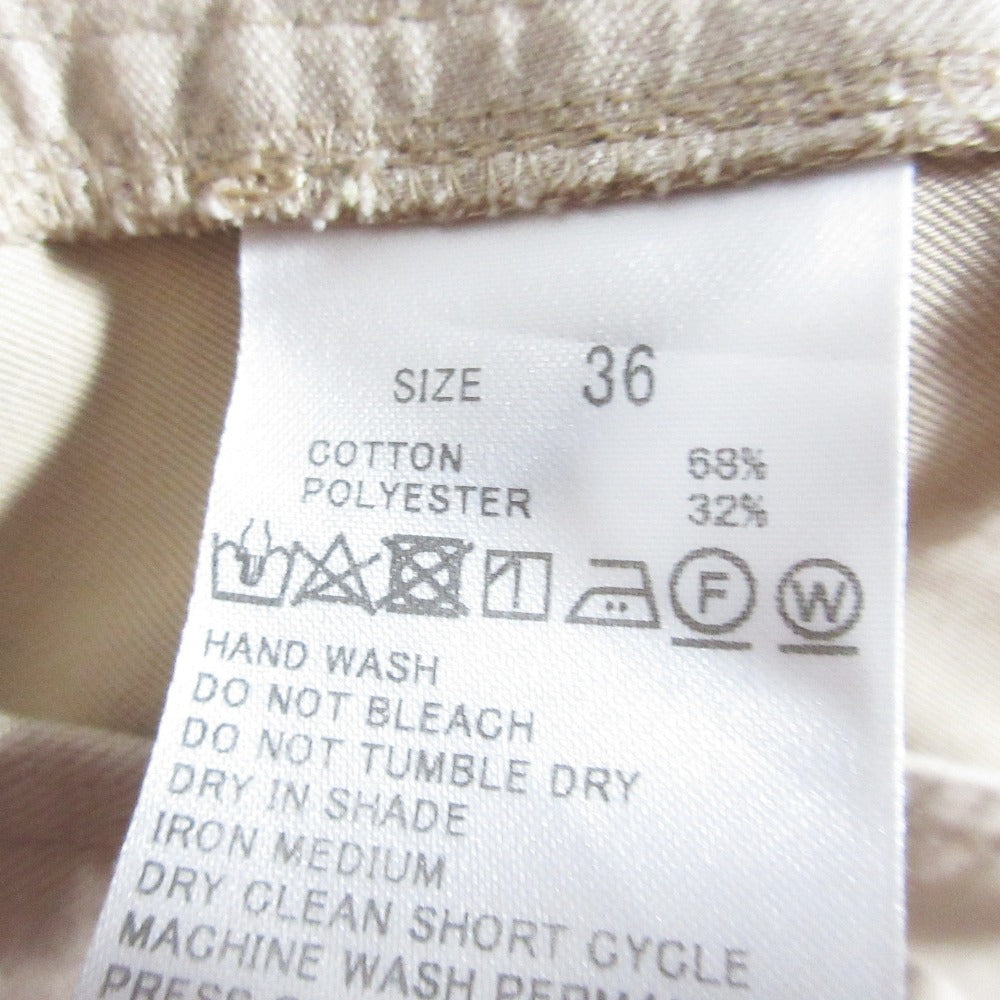 SIZE 36
COTTON 68%
POLYESTER 32%
F W
HAND WASH
DO NOT BLEACH
DO NOT TUMBLE DRY
DRY IN SHADE
IRON MEDIUM
DRY CLEAN SHORT CYCLE
MACHINE WASH
PRESS